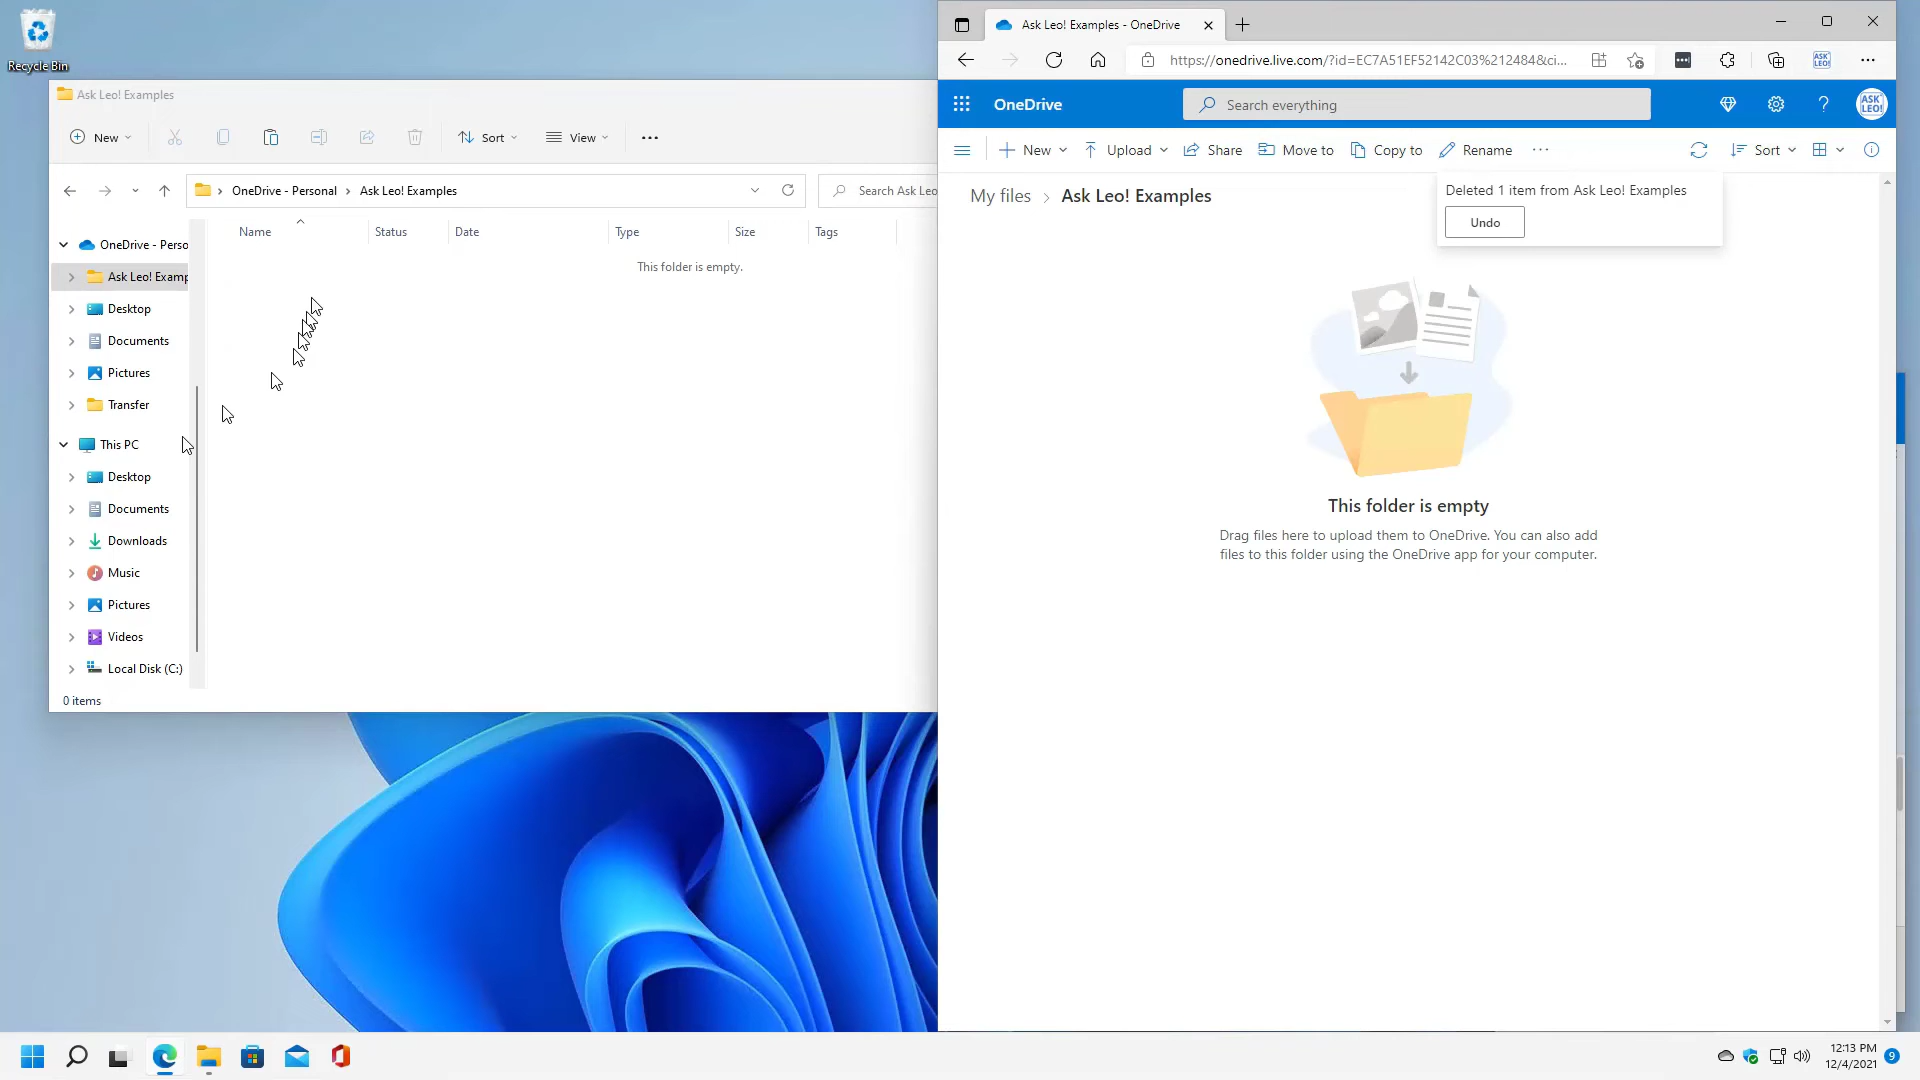 Recycle Bin
Ask Leo! Examples
New
Sort
View
OneDrive - Personal
Ask Leo! Examples
Search Ask Leo
Name
Status
Date
Type
Size
Tags
This folder is empty.
OneDrive - Perso
Ask Leo! Examp
Desktop
Documents
Pictures
Transfer
This PC
Desktop
Documents
Downloads
Music
Pictures
Videos
Local Disk (C:)
0 items
Ask Leo! Examples - OneDrive
https://onedrive.live.com/?id=EC7A51EF52142C03%212484&ci...
ASK LEO!
OneDrive
Search everything
ASK LEO!
New
Upload
Share
Move to
Copy to
Rename
Sort
My files
Ask Leo! Examples
Deleted 1 item from Ask Leo! Examples
Undo
This folder is empty
Drag files here to upload them to OneDrive. You can also add
files to this folder using the OneDrive app for your computer.
12:13 PM
12/4/2021
9